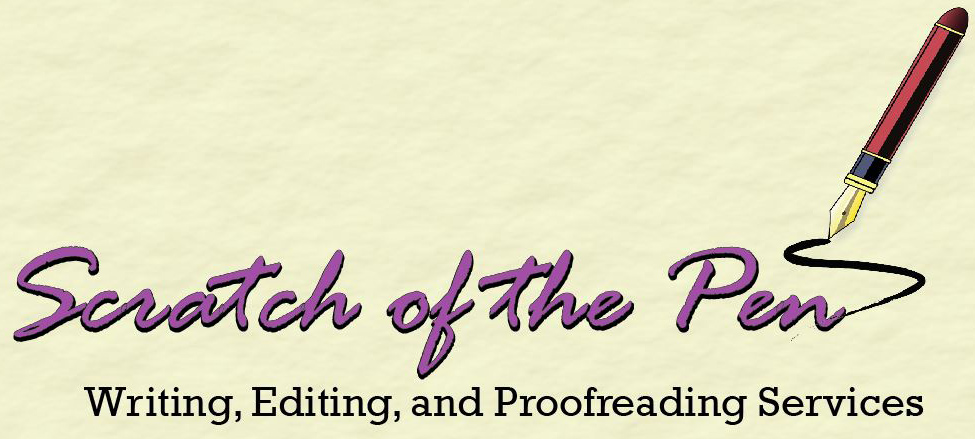 Scratch of the Pen
Writing, Editing, and Proofreading Services